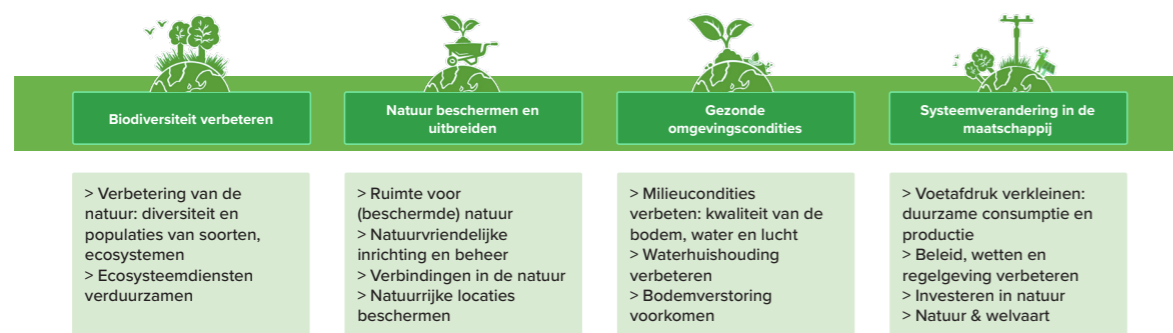 Biodiversiteit verbeteren
Natuur beschermen en
uitbreiden
Gezonde
omgevingscondities
Systeemverandering in de
maatschappij
> Verbetering van de
natuur: diversiteit en
populaties van soorten,
ecosystemen
> Ecosysteemdiensten
verduurzamen
> Ruimte voor
(beschermde) natuur
> Natuurvriendelijke
inrichting en beheer
> Verbindingen in de natuur
> Natuurrijke locaties
beschermen
> Milieucondities
verbeten: kwaliteit van de
bodem, water en lucht
> Waterhuishouding
verbeteren
> Bodemverstoring
voorkomen
> Voetafdruk verkleinen:
duurzame consumptie en
productie
> Beleid, wetten en
regelgeving verbeteren
> Investeren in natuur
> Natuur & welvaart